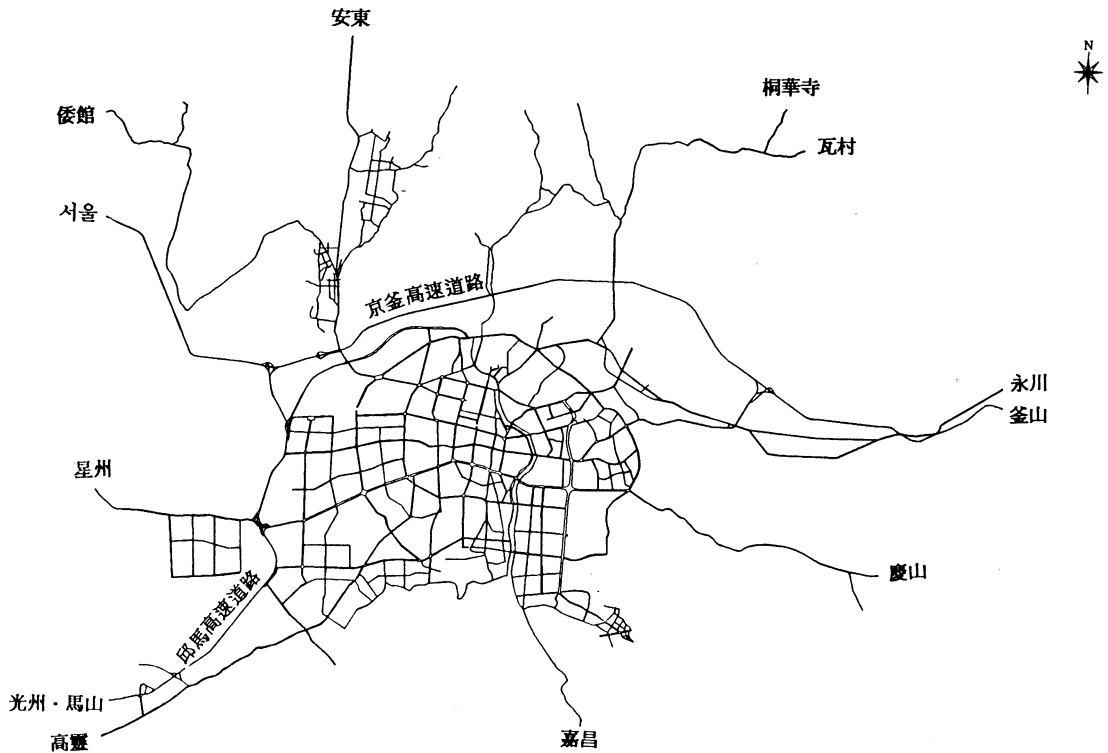 安東
N
桐華寺
倭館
瓦村
서울
京釜高速道路
永川
釜山
星州
慶山
邱馬高速道路
光州·馬山
高靈
嘉昌